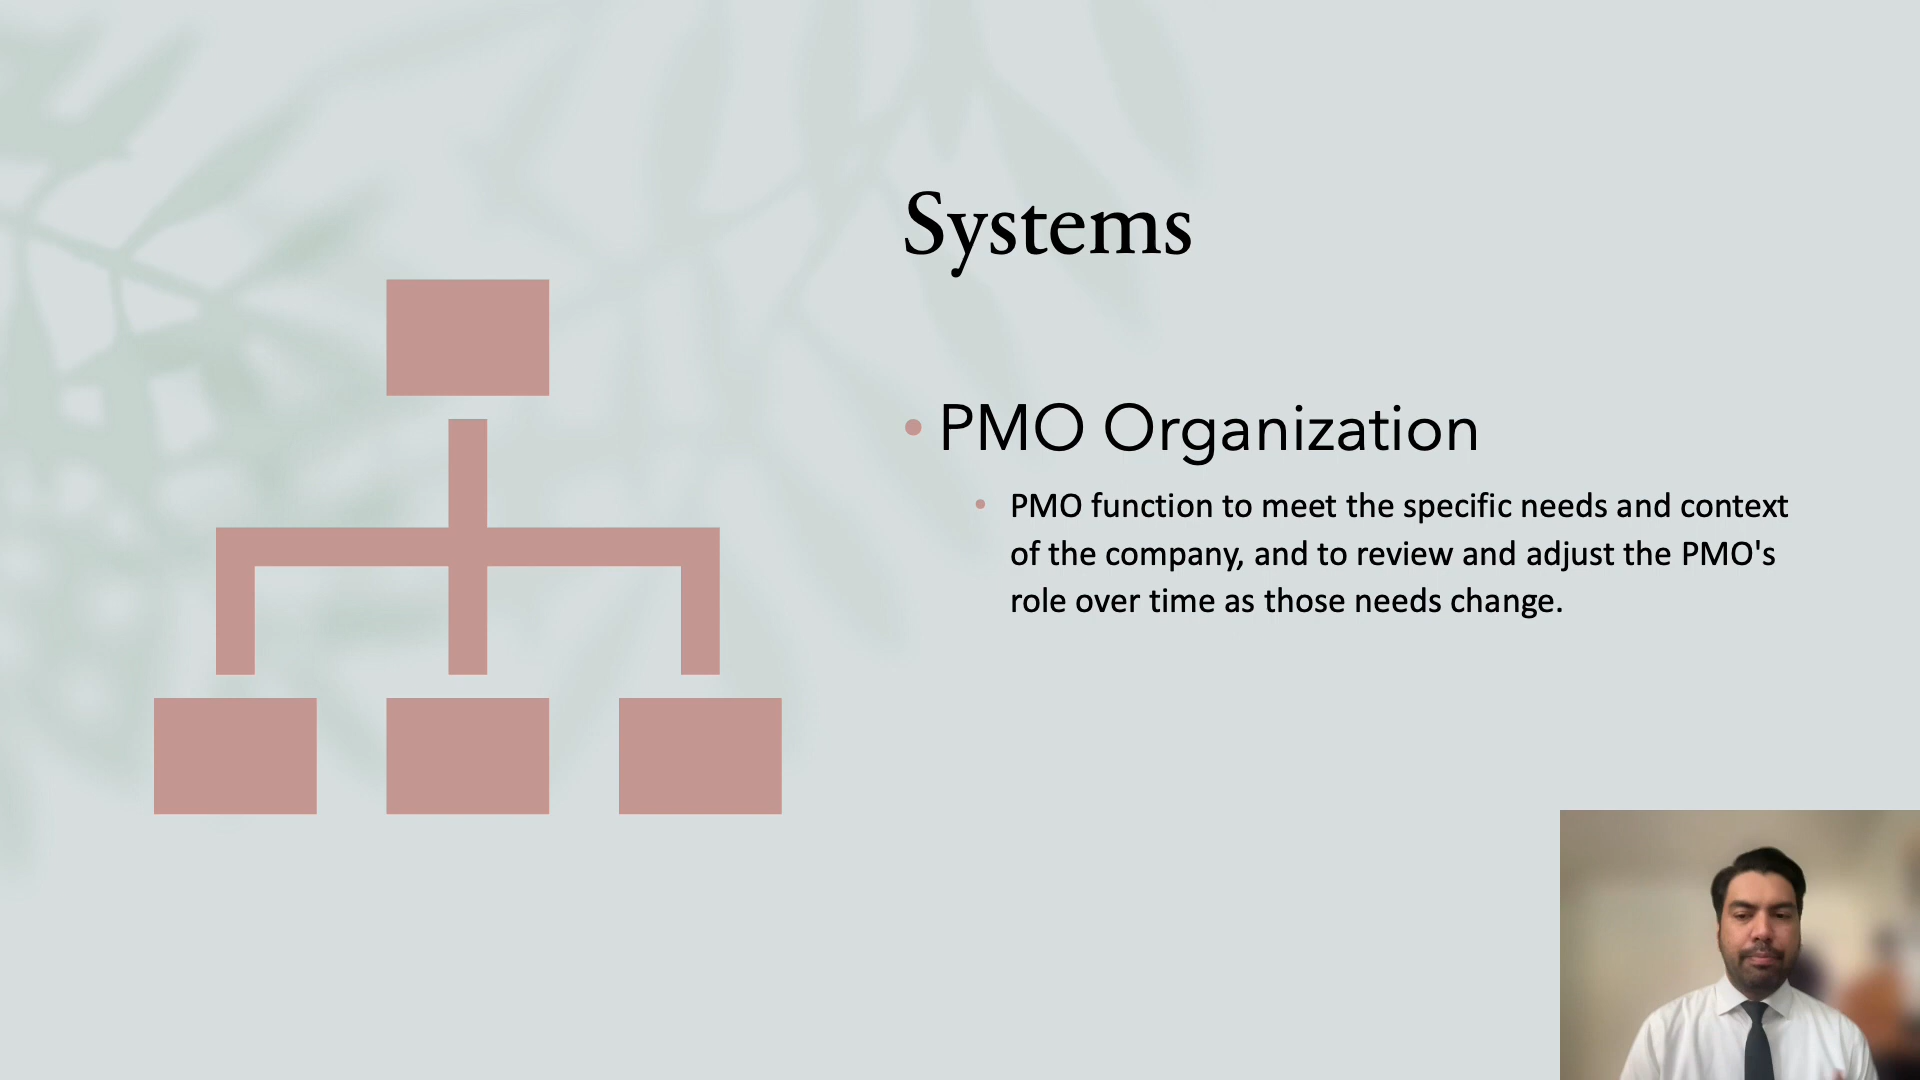 Systems
• PMO Organization
• PMO function to meet the specific needs and context
of the company, and to review and adjust the PMO's
role over time as those needs change.